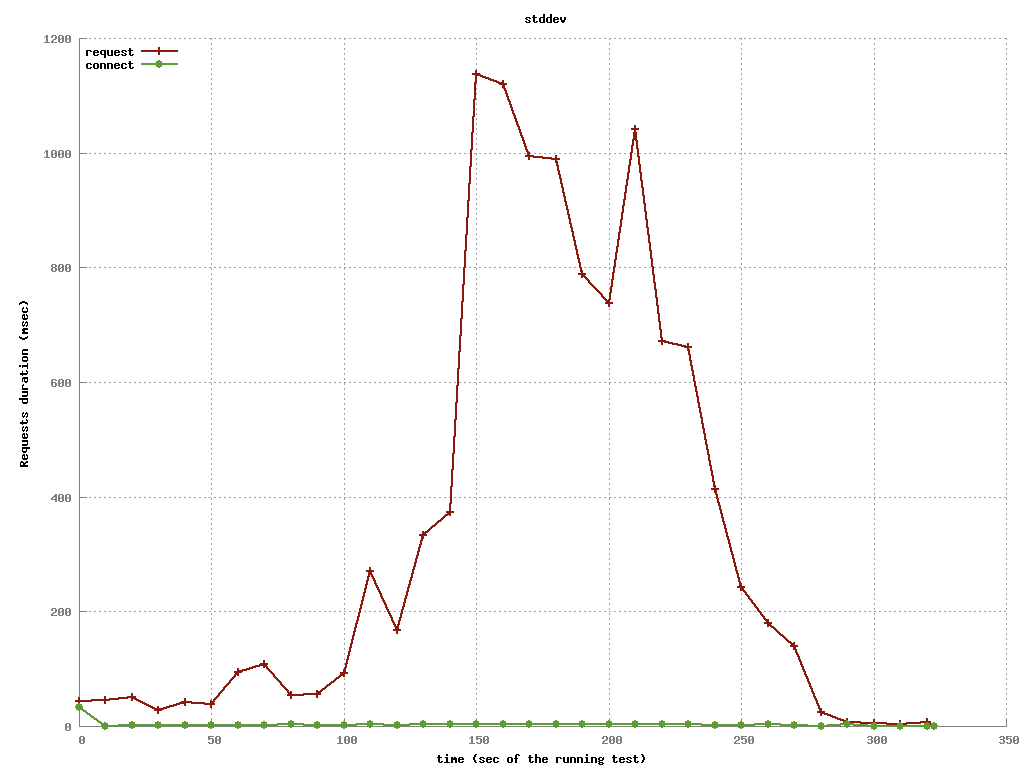 stddev
1200
1000
800
600
400
200
0
request
connect
Requests duration (msec)
0 50 100 150 200 250 300 350
time (sec of the running test)